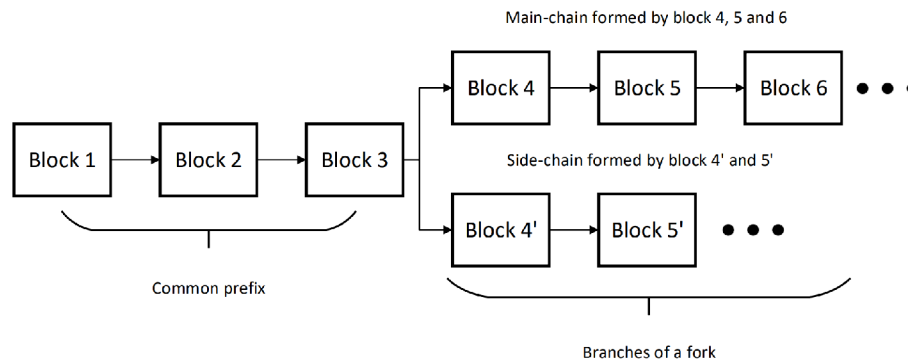 Main-chain formed by block 4, 5 and 6
Block 4
Block 5
Block 6
Block 1
Block 2
Block 3
Side-chain formed by block 4' and 5'
Block 4'
Block 5'
Common prefix
Branches of a fork